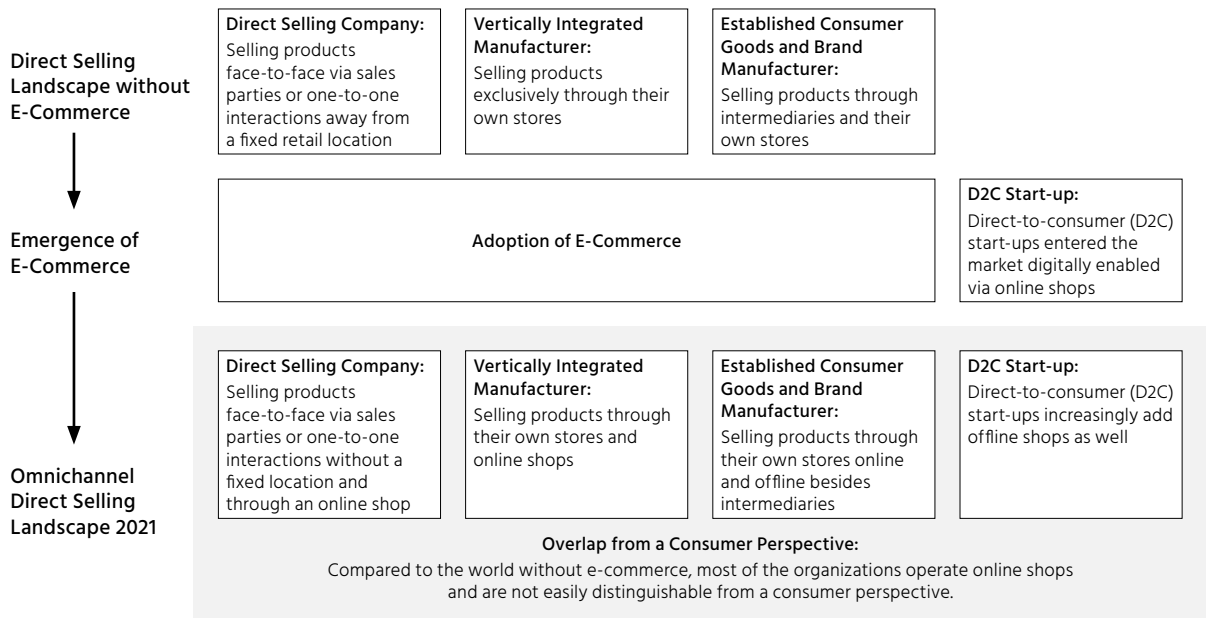 Direct Selling
Landscape without
E-Commerce
Direct Selling Company:
Selling products
face-to-face via sales
parties or one-to-one
interactions away from
a fixed retail location
Vertically Integrated
Manufacturer:
Selling products
exclusively through their
own stores
Established Consumer
Goods and Brand
Manufacturer:
Selling products through
intermediaries and their
own stores
Emergence of
E-Commerce
Adoption of E-Commerce
D2C Start-up:
Direct-to-consumer (D2C)
start-ups entered the
market digitally enabled
via online shops
Omnichannel
Direct Selling
Landscape 2021
Direct Selling Company:
Selling products
face-to-face via sales
parties or one-to-one
interactions without a
fixed location and
through an online shop
Vertically Integrated
Manufacturer:
Selling products through
their own stores and
online shops
Established Consumer
Goods and Brand
Manufacturer:
Selling products through
their own stores online
and offline besides
intermediaries
D2C Start-up:
Direct-to-consumer (D2C)
start-ups increasingly add
offline shops as well
Overlap from a Consumer Perspective:
Compared to the world without e-commerce, most of the organizations operate online shops
and are not easily distinguishable from a consumer perspective.